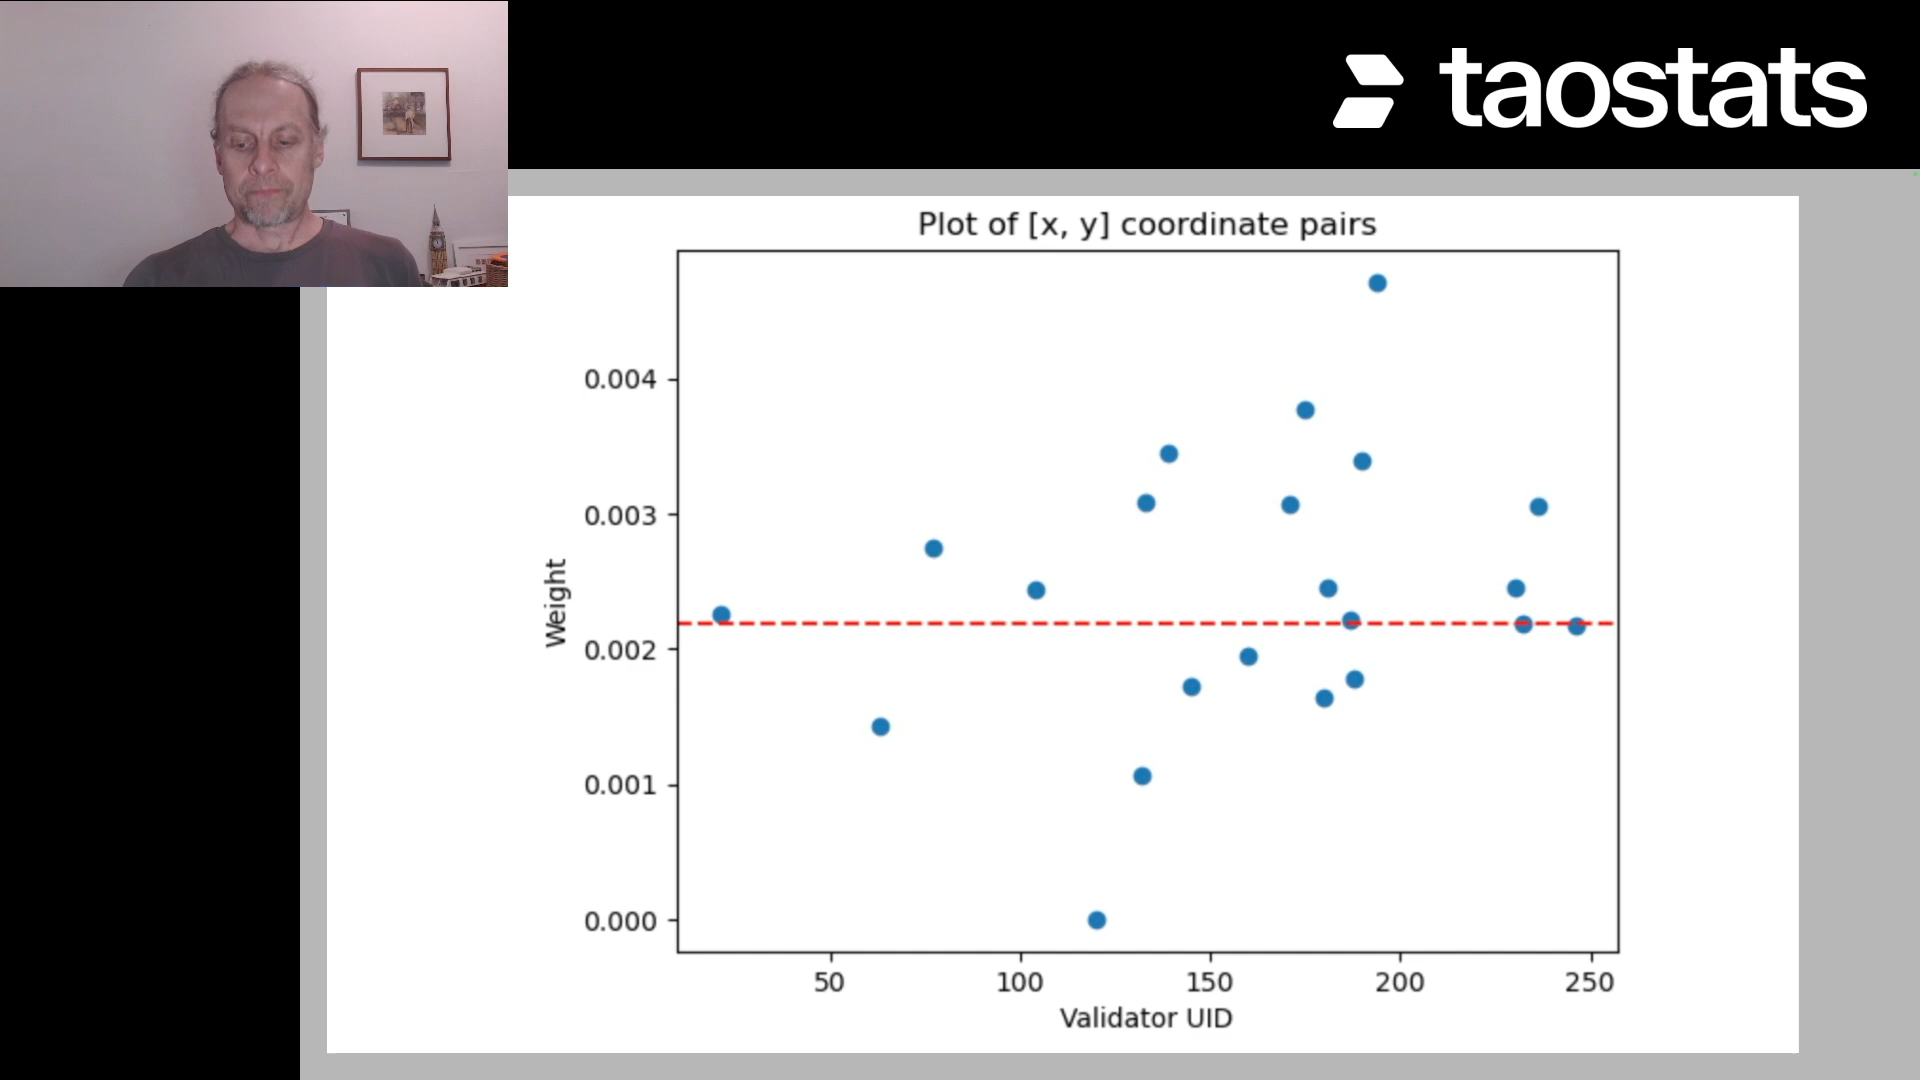 taostats
Plot of [x, y] coordinate pairs
0.004
0.003
0.002
0.001
0.000
Weight
50 100 150 200 250
Validator UID